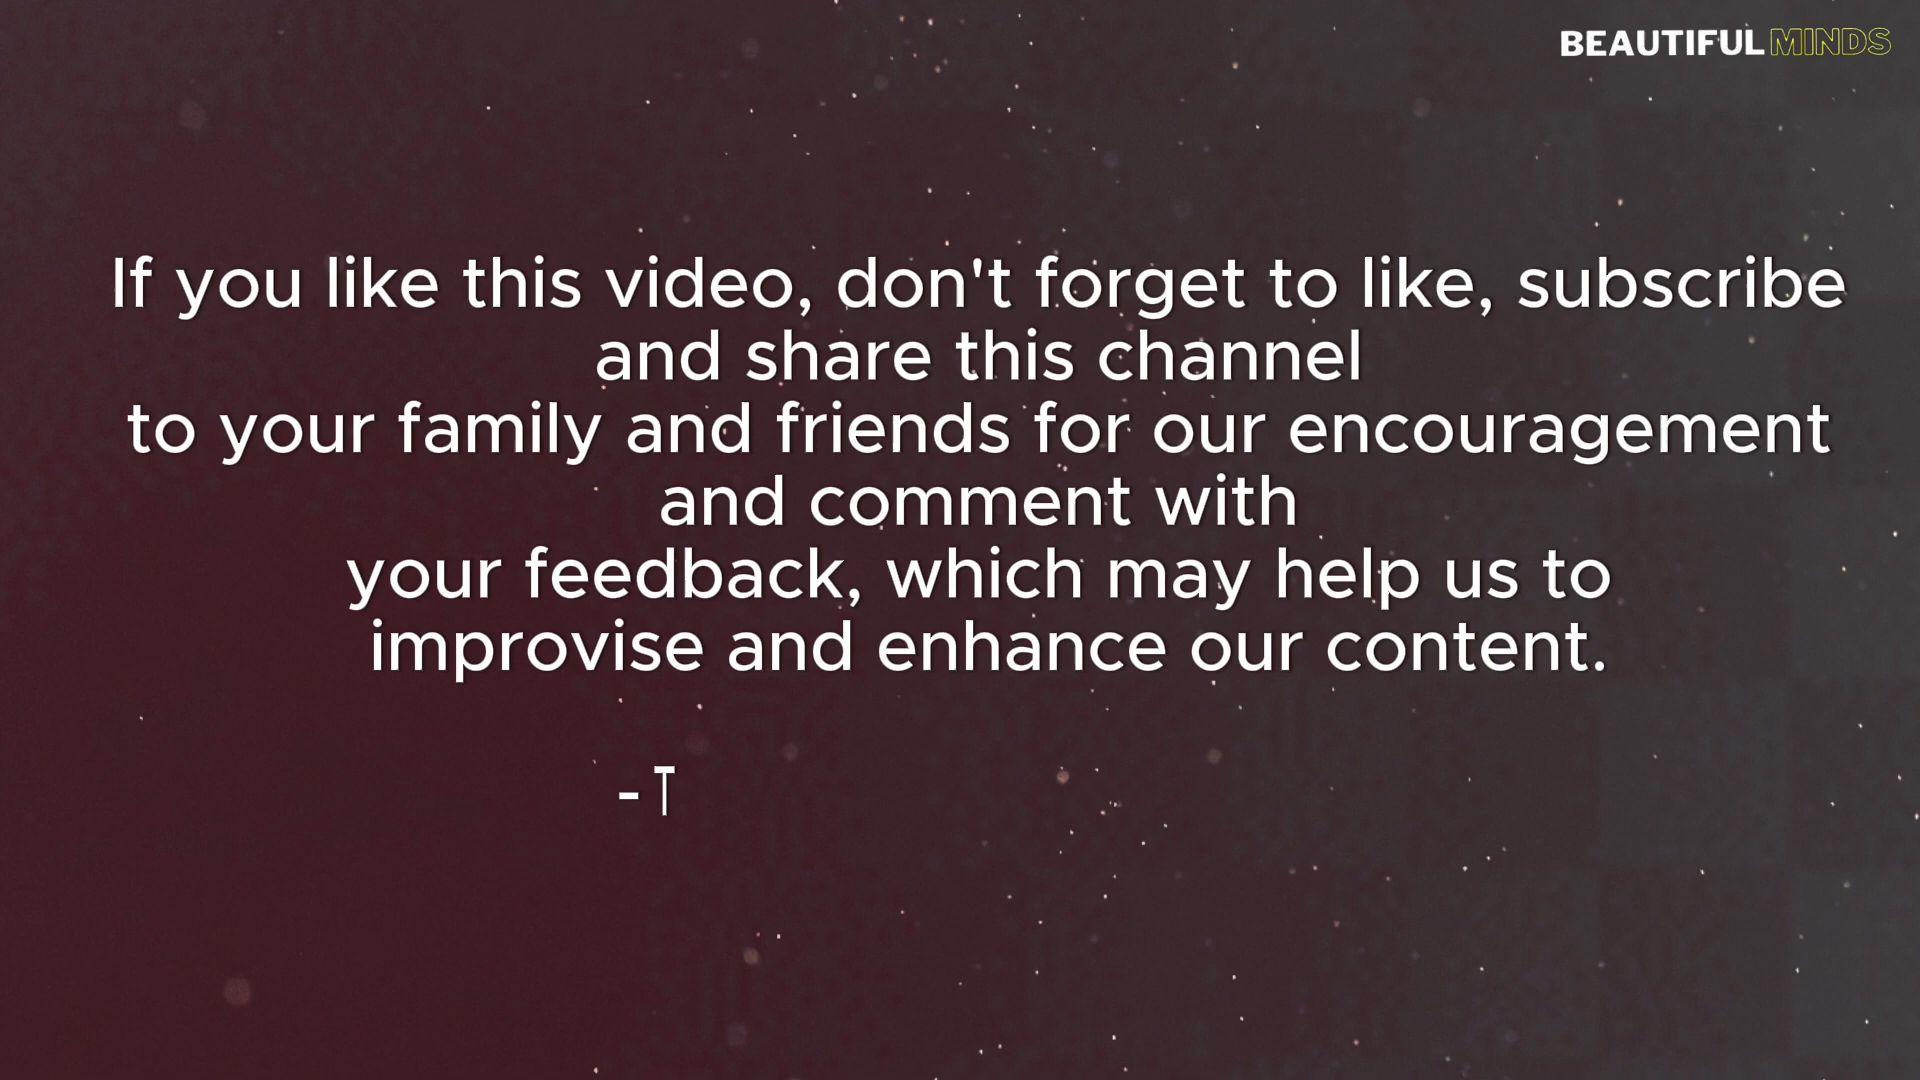 BEAUTIFUL MINDS
If you like this video, don't forget to like, subscribe
and share this channel
to your family and friends for our encouragement
and comment with
your feedback, which may help us to
improvise and enhance our content.
- T